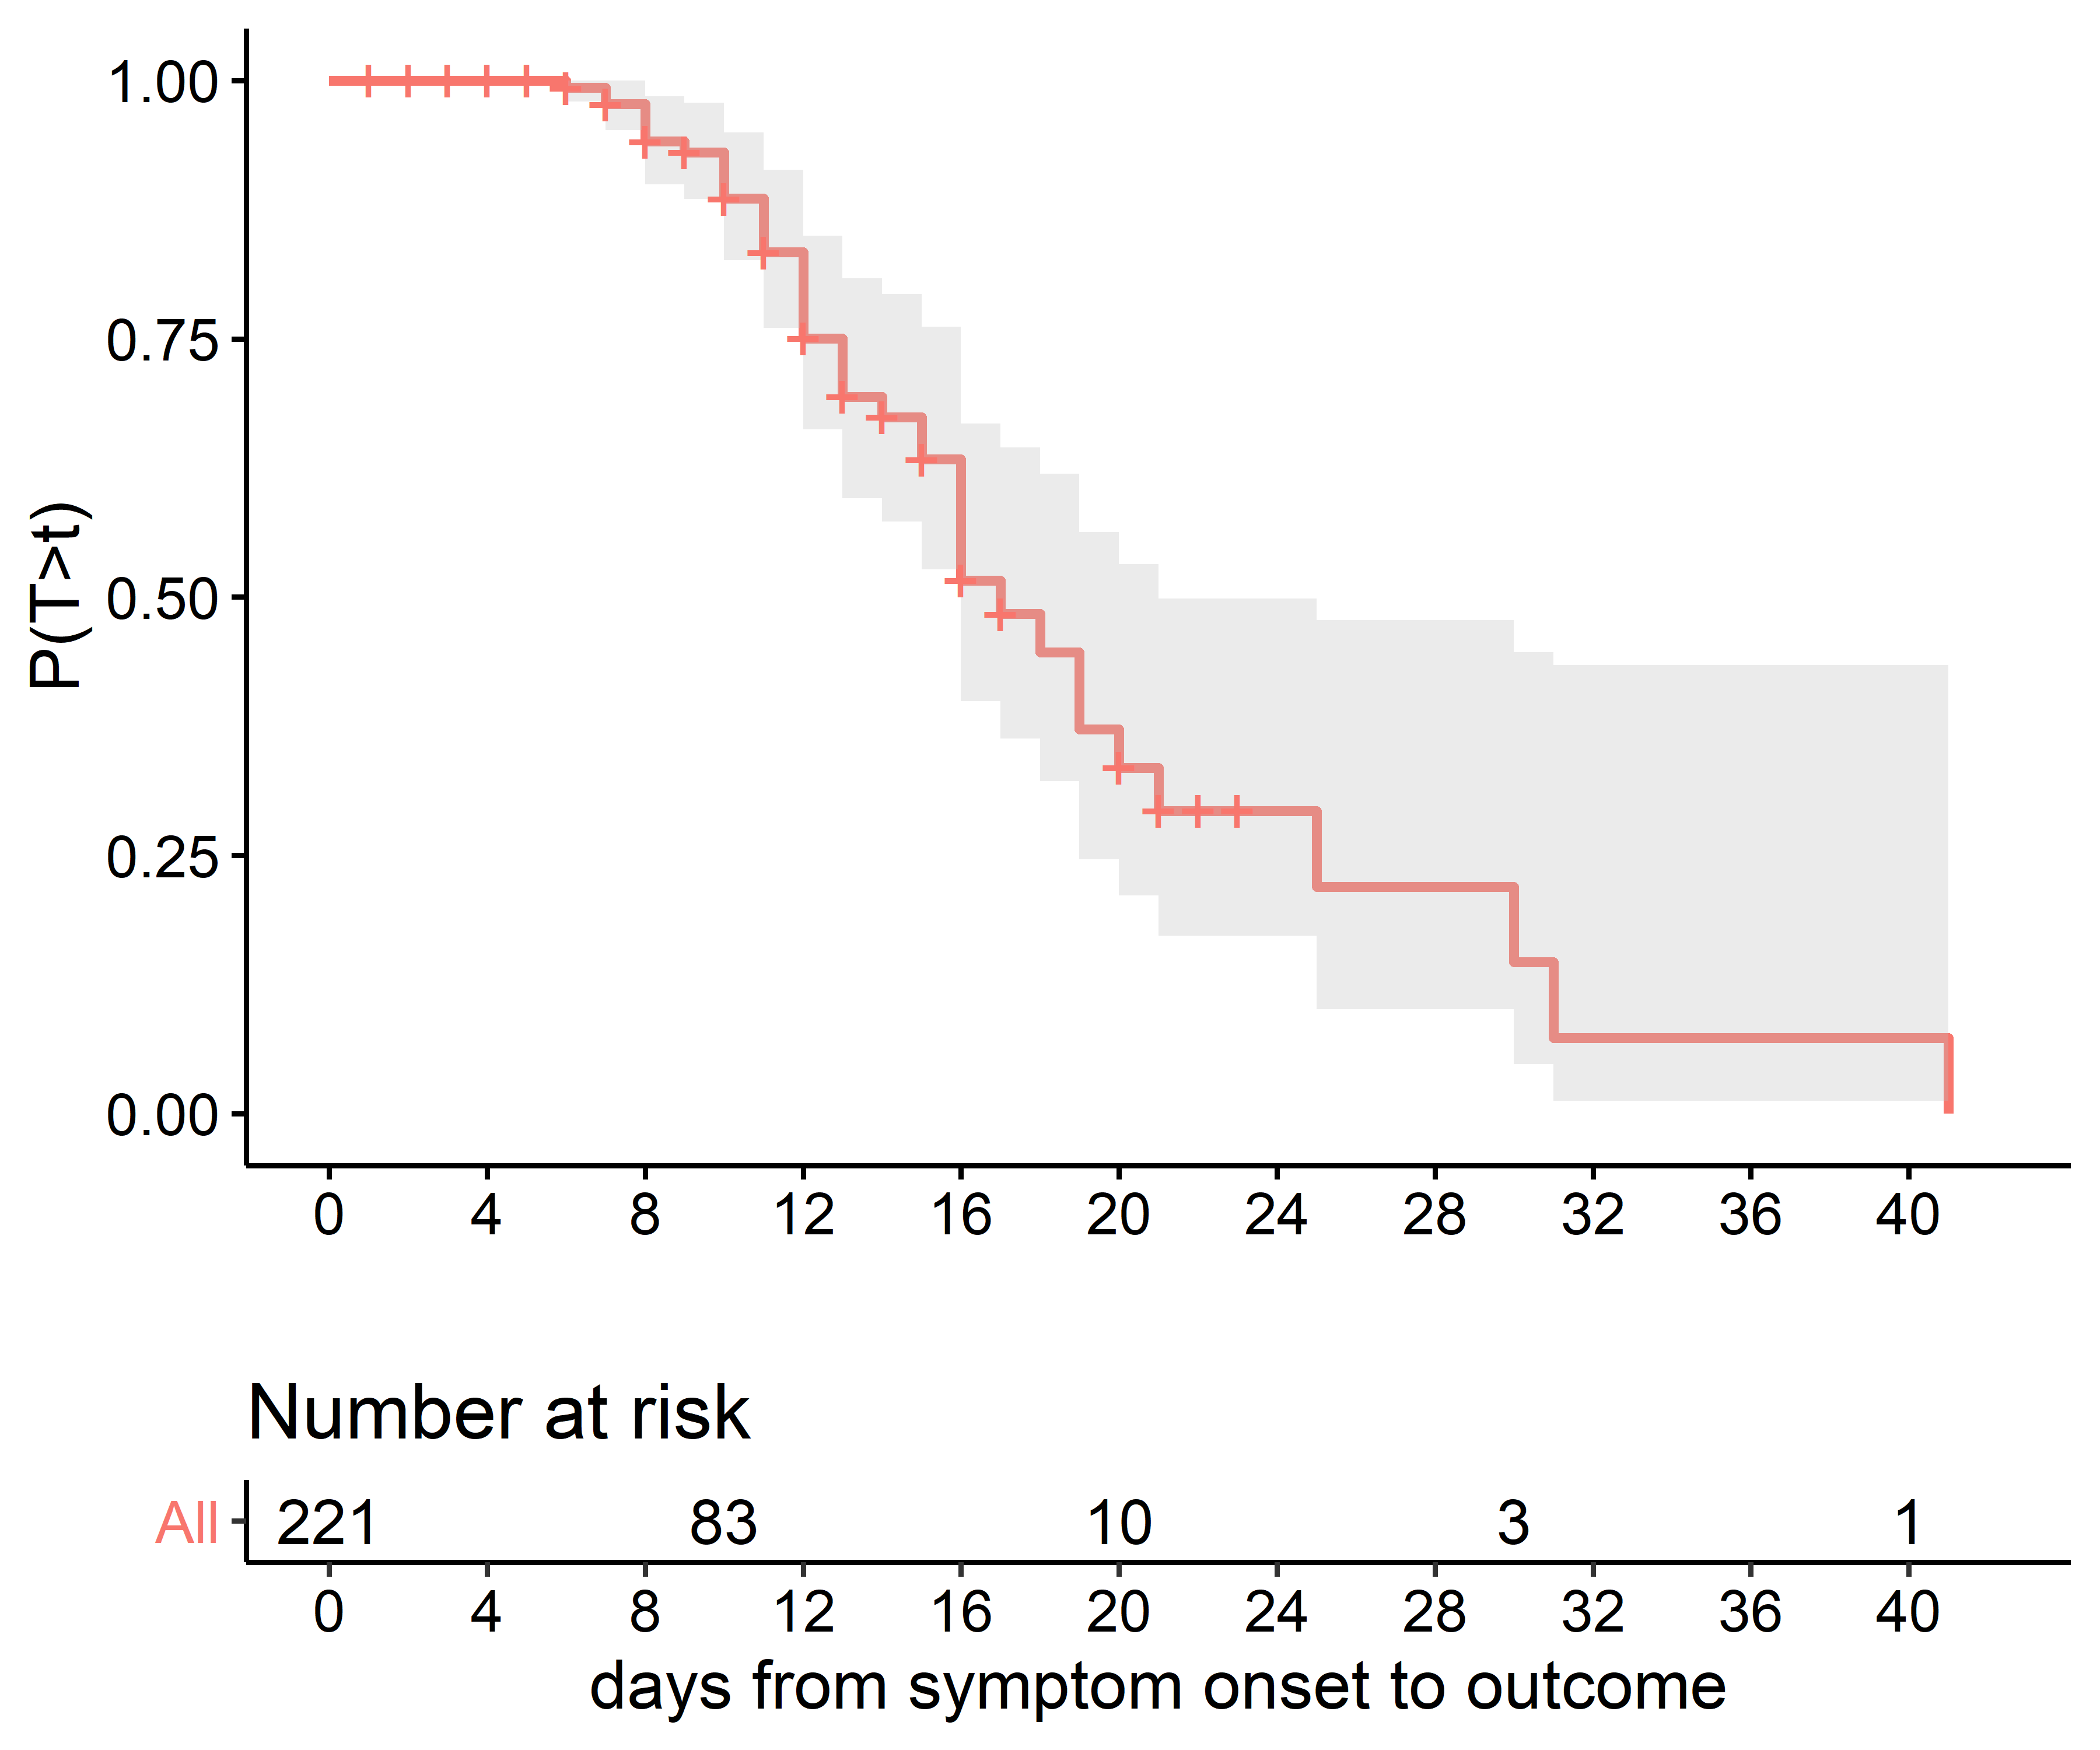 P(T>t)
1.00
0.75
0.50
0.25
0.00
0 4 8 12 16 20 24 28 32 36 40
Number at risk
All 221 83 10 3 1
0 4 8 12 16 20 24 28 32 36 40
days from symptom onset to outcome